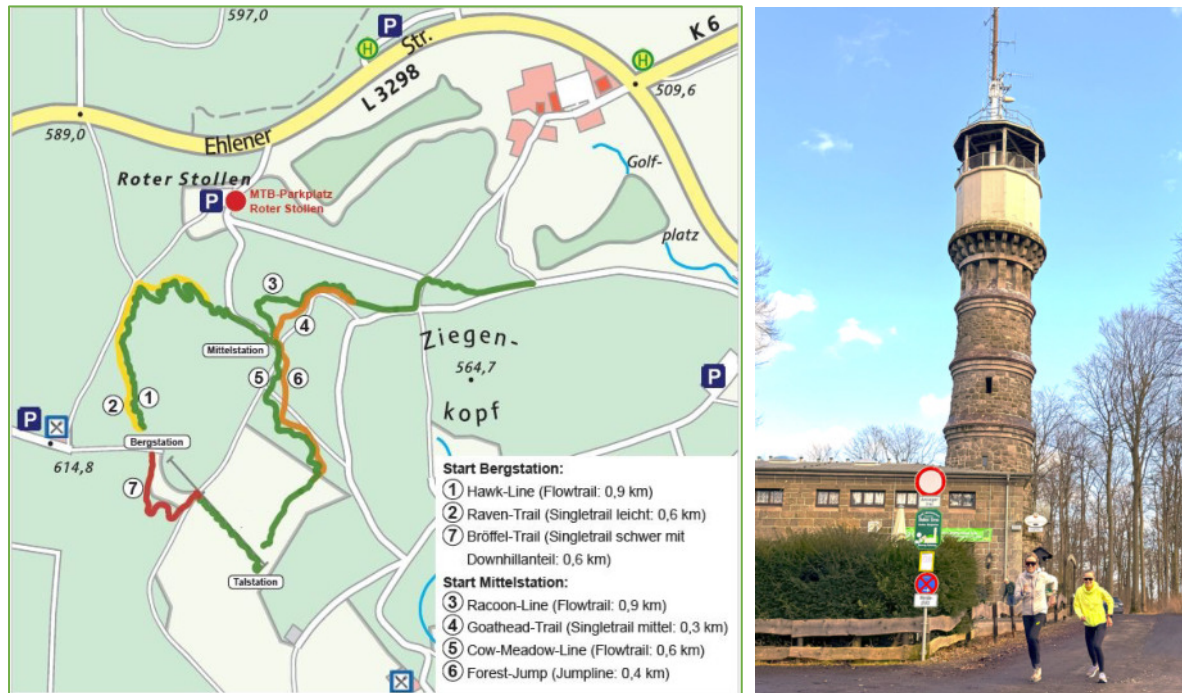 597,0
P
H
Str.
K 6
L 3298
H
509,6
589,0
Ehlener
Golf-
Roter Stollen
P
MTB-Parkplatz
Roter Stollen
platz
3
4
Ziegen-
Mittelstation
564,7
5
6
P
kopf
2
1
P
Bergstation
614,8
7
Talstation
Start Bergstation:
1 Hawk-Line (Flowtrail: 0,9 km)
2 Raven-Trail (Singletrail leicht: 0,6 km)
7 Bröffel-Trail (Singletrail schwer mit
Downhillanteil: 0,6 km)
Start Mittelstation:
3 Racoon-Line (Flowtrail: 0,9 km)
4 Goathead-Trail (Singletrail mittel: 0,3 km)
5 Cow-Meadow-Line (Flowtrail: 0,6 km)
6 Forest-Jump (Jumpline: 0,4 km)